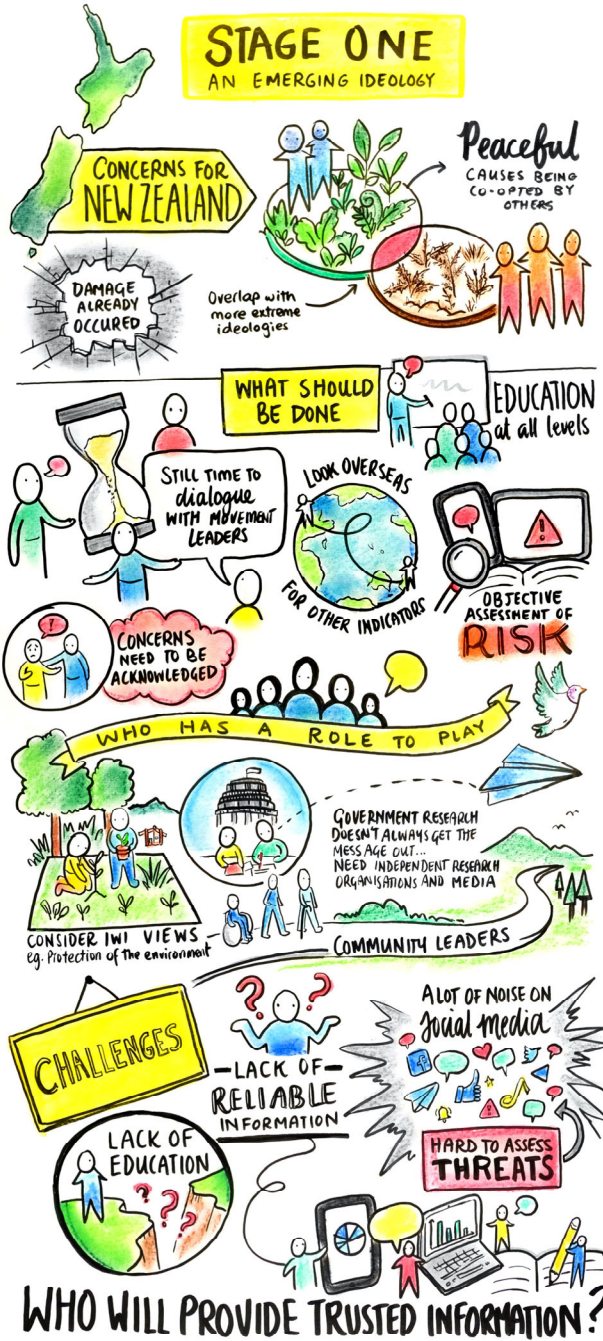 STAGE ONE
AN EMERGING IDEOLOGY
CONCERNS FOR
NEW ZEALAND
Peaceful
CAUSES BEING
CO-OPTED BY
OTHERS
DAMAGE
ALREADY
OCCURED
Overlap with
more extreme
ideologies
WHAT SHOULD
BE DONE
EDUCATION
at all levels
STILL TIME TO
dialogue
WITH MOVEMENT
LEADERS
LOOK OVERSEAS
FOR OTHER INDICATORS
OBJECTIVE
ASSESSMENT OF
RISK
!
CONCERNS
NEED TO BE
ACKNOWLEDGED
WHO HAS A ROLE TO PLAY
GOVERNMENT RESEARCH
DOESN'T ALWAYS GET THE
MESSAGE OUT...
NEED INDEPENDENT RESEARCH
ORGANISATIONS AND MEDIA
CONSIDER IWI VIEWS
eg. Protection of the environment
COMMUNITY LEADERS
CHALLENGES
? ?
LACK OF
RELIABLE
INFORMATION
A LOT OF NOISE ON
Social media
HARD TO ASSESS
THREATS
LACK OF
EDUCATION
? ? ?
WHO WILL PROVIDE TRUSTED INFORMATION?